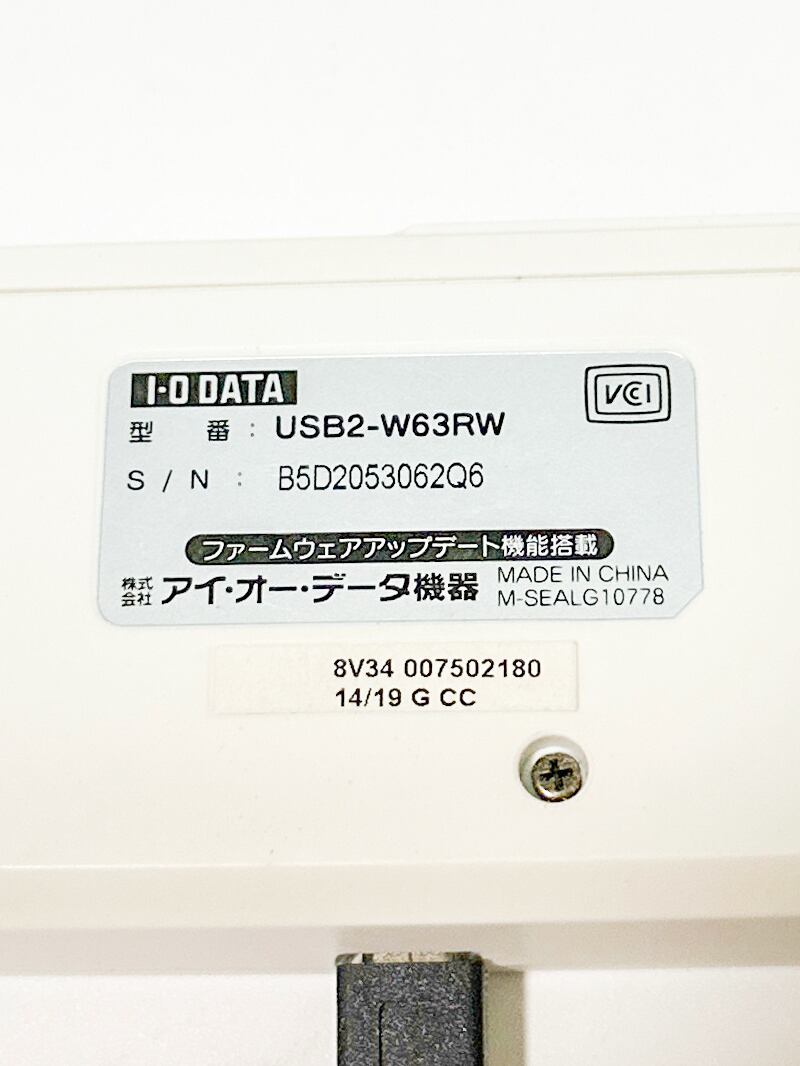 I・O DATA
VCCI
型 番 : USB2-W63RW
S / N : B5D2053062Q6
ファームウェアアップデート機能搭載
株式会社 アイ・オー・データ機器
MADE IN CHINA
M-SEALG10778
8V34 007502180
14/19 G CC